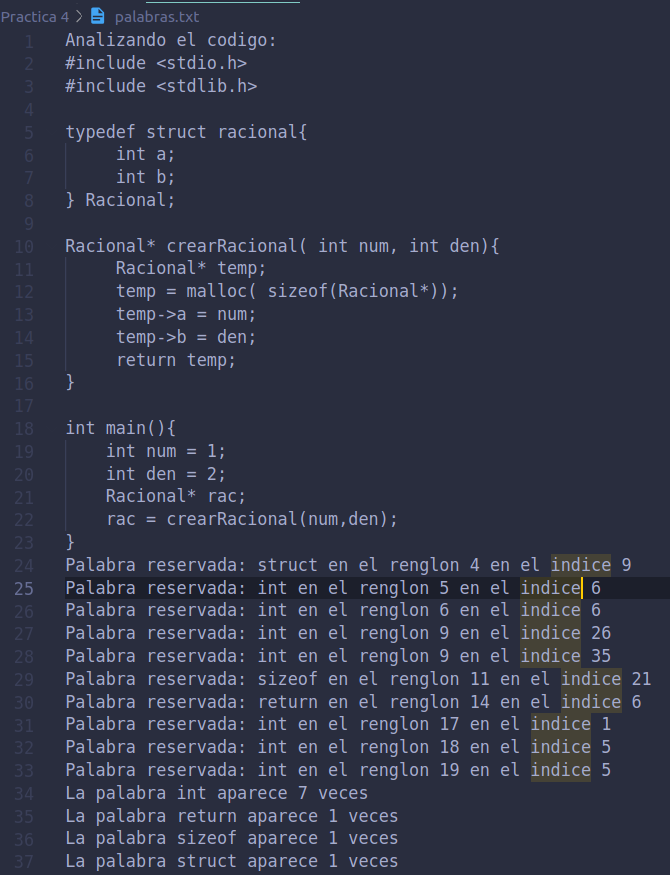 Practica 4 > palabras.txt
1 Analizando el codigo:
2 #include <stdio.h>
3 #include <stdlib.h>
4
5 typedef struct racional{
6      int a;
7      int b;
8 } Racional;
9
10 Racional* crearRacional( int num, int den){
11      Racional* temp;
12      temp = malloc( sizeof(Racional*));
13      temp->a = num;
14      temp->b = den;
15      return temp;
16 }
17
18 int main(){
19     int num = 1;
20     int den = 2;
21     Racional* rac;
22     rac = crearRacional(num,den);
23 }
24 Palabra reservada: struct en el renglon 4 en el indice 9
25 Palabra reservada: int en el renglon 5 en el indice 6
26 Palabra reservada: int en el renglon 6 en el indice 6
27 Palabra reservada: int en el renglon 9 en el indice 26
28 Palabra reservada: int en el renglon 9 en el indice 35
29 Palabra reservada: sizeof en el renglon 11 en el indice 21
30 Palabra reservada: return en el renglon 14 en el indice 6
31 Palabra reservada: int en el renglon 17 en el indice 1
32 Palabra reservada: int en el renglon 18 en el indice 5
33 Palabra reservada: int en el renglon 19 en el indice 5
34 La palabra int aparece 7 veces
35 La palabra return aparece 1 veces
36 La palabra sizeof aparece 1 veces
37 La palabra struct aparece 1 veces